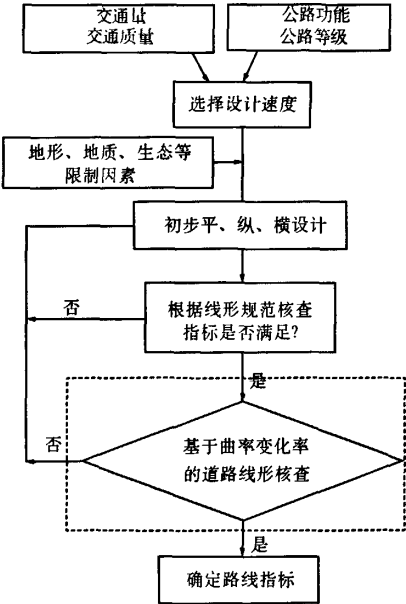 交通量
交通质量
公路功能
公路等级
选择设计速度
地形、地质、生态等
限制因素
初步平、纵、横设计
否
根据线形规范核查
指标是否满足?
是
否
基于曲率变化率
的道路线形核查
是
确定路线指标